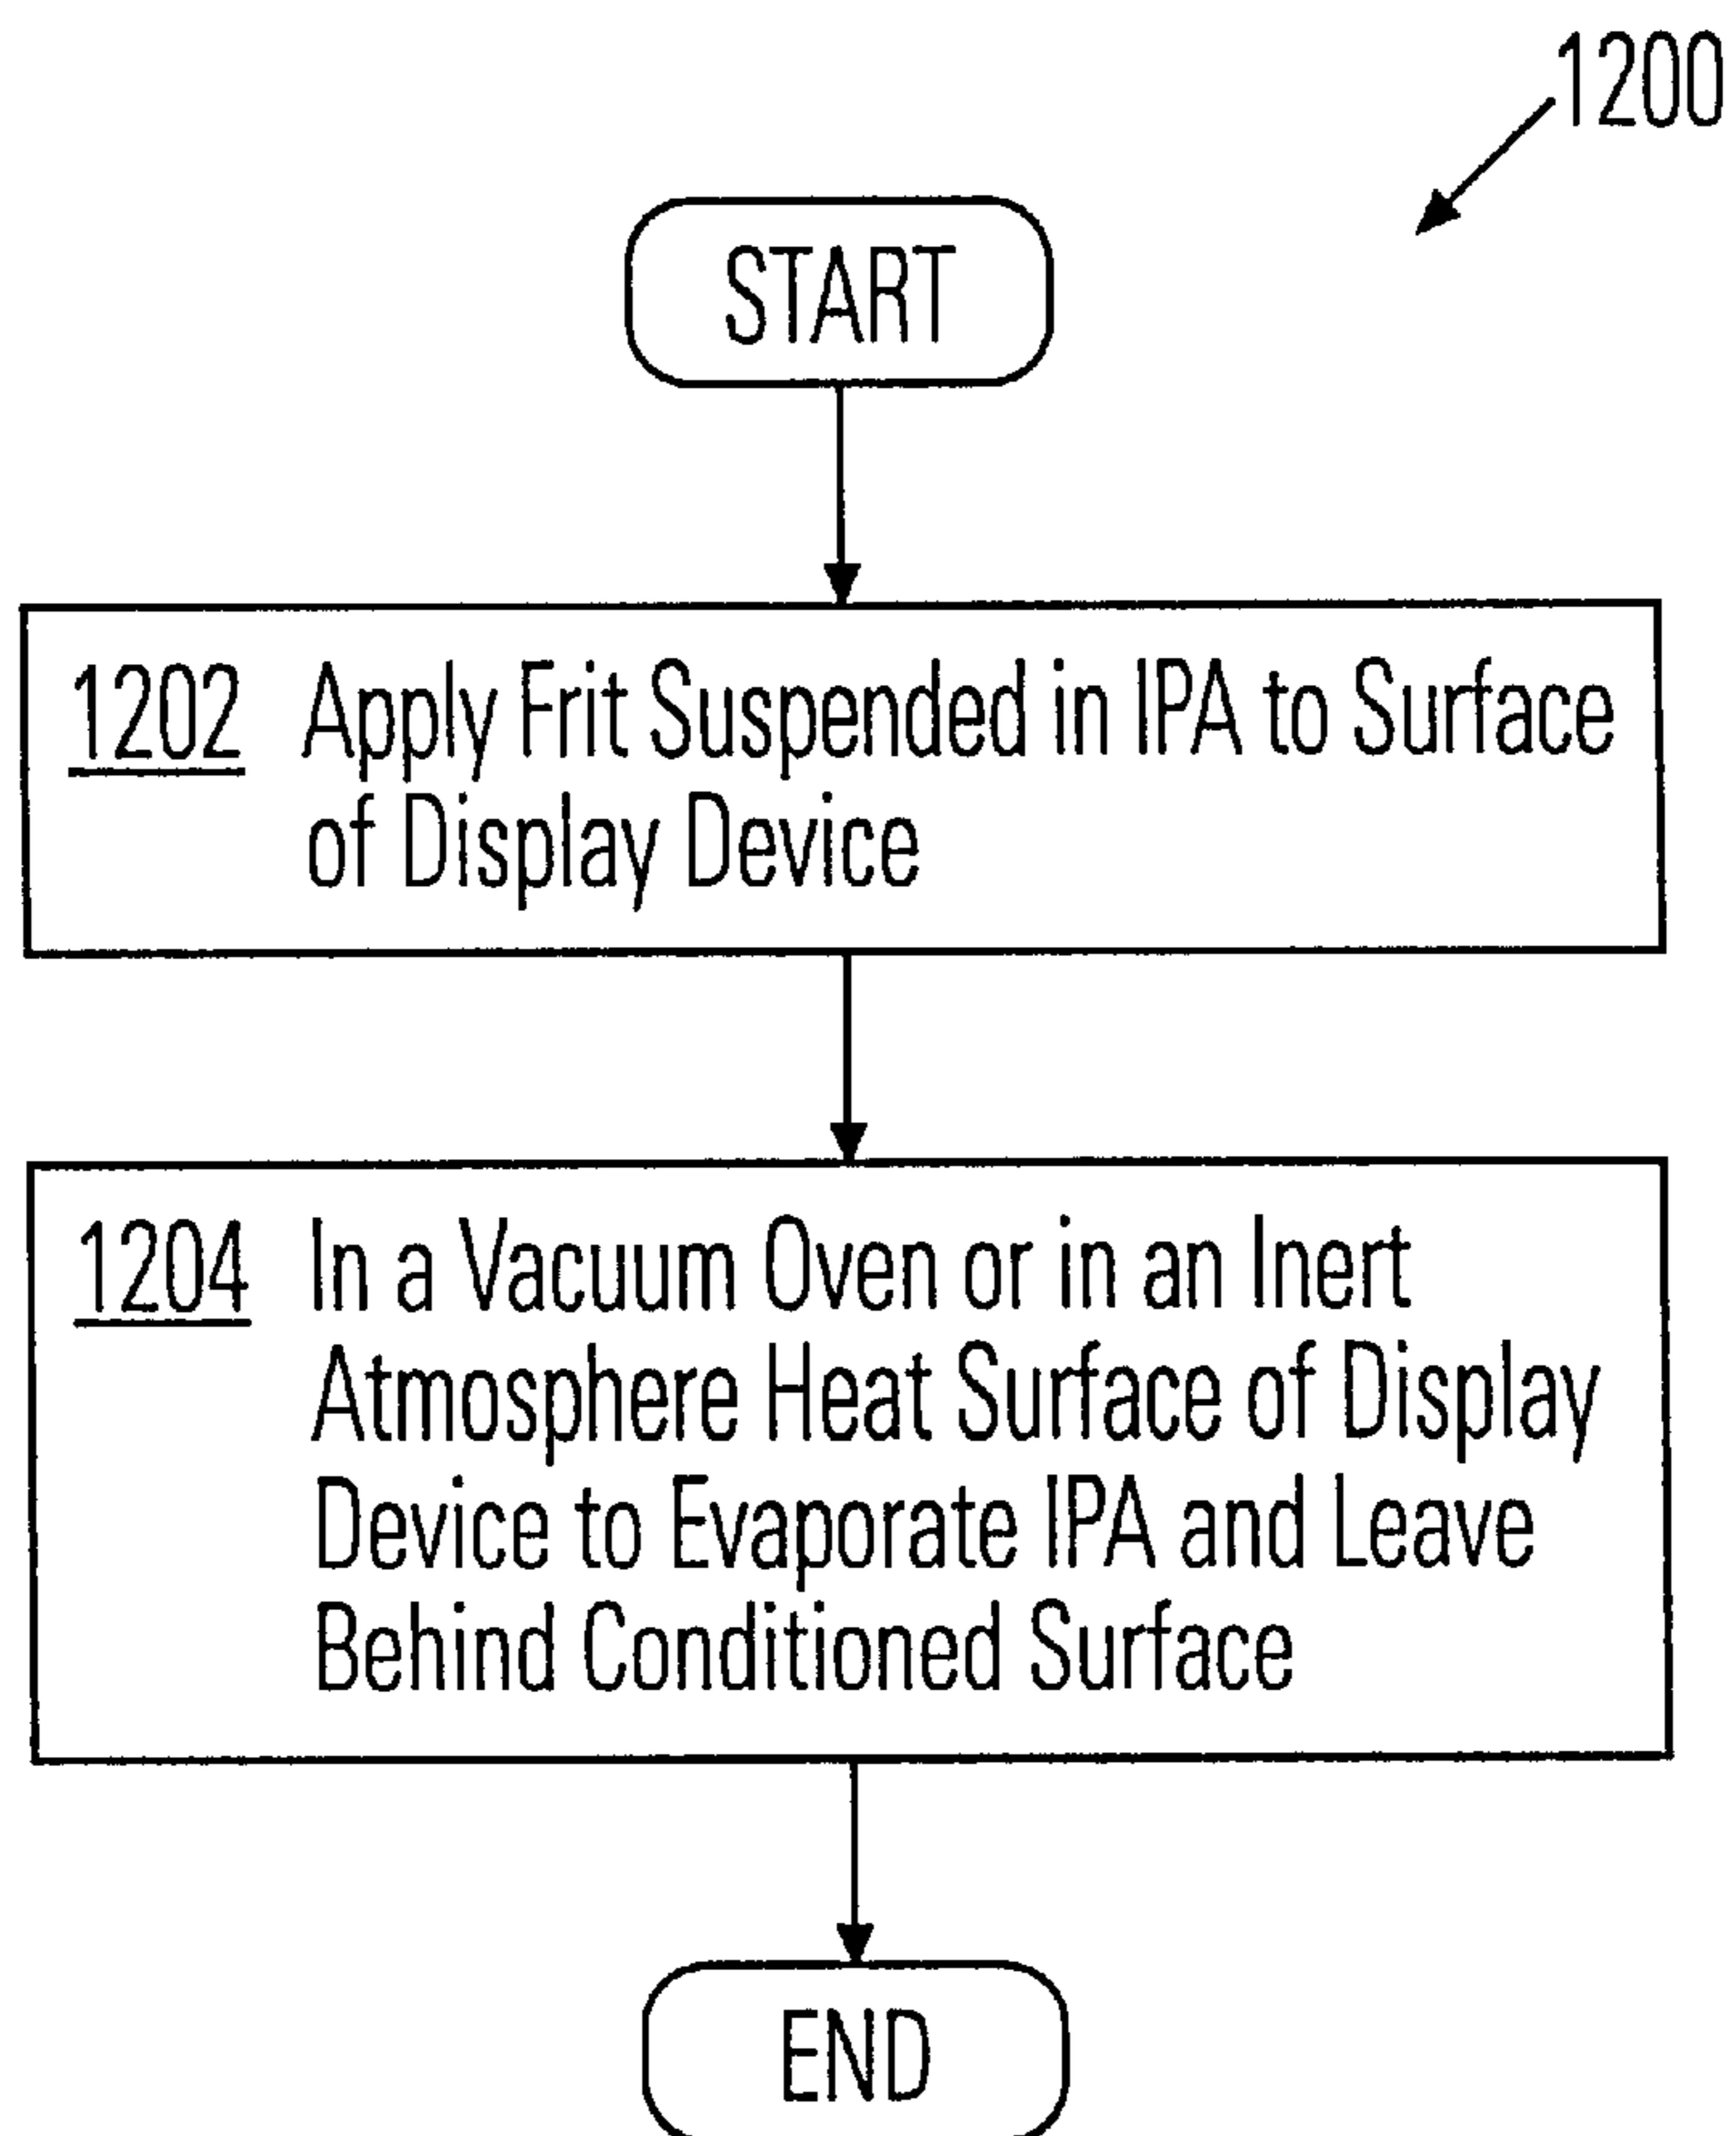 1200
START
1202 Apply Frit Suspended in IPA to Surface
of Display Device
1204 In a Vacuum Oven or in an Inert
Atmosphere Heat Surface of Display
Device to Evaporate IPA and Leave
Behind Conditioned Surface
END